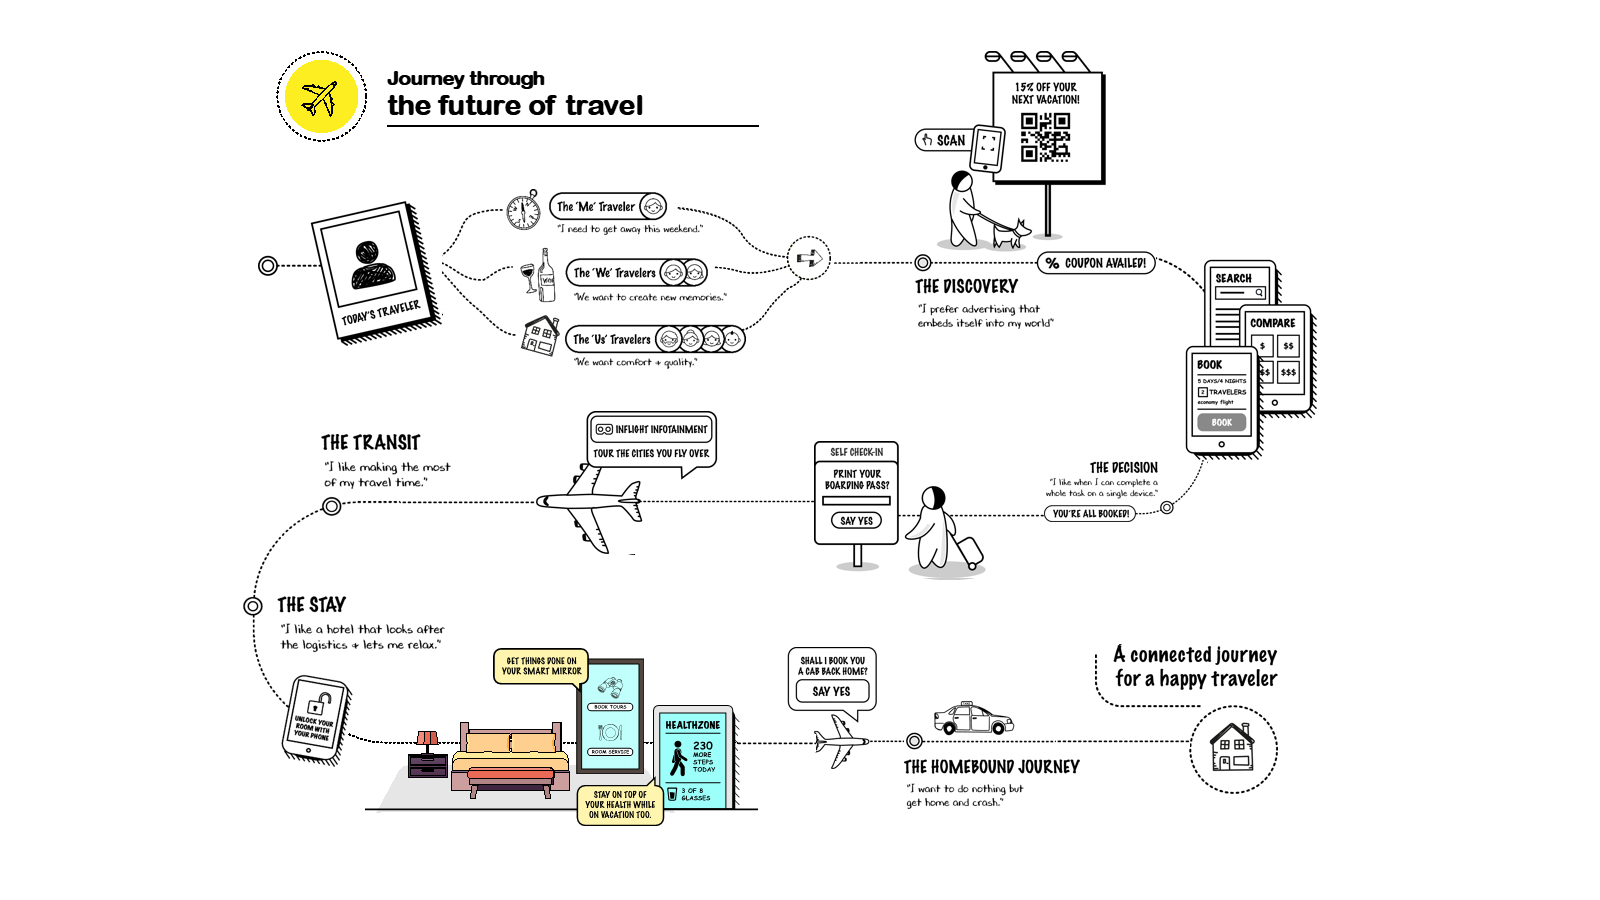 Journey through
the future of travel
15% OFF YOUR
NEXT VACATION!
SCAN
TODAY'S TRAVELER
The 'Me' Traveler
"I need to get away this weekend."
The 'We' Travelers
"We want to create new memories."
The 'Us' Travelers
"We want comfort + quality."
% COUPON AVAILED!
THE DISCOVERY
"I prefer advertising that
embeds itself into my world"
SEARCH
COMPARE
$ $$
$$ $$$
BOOK
5 DAYS/4 NIGHTS
2 TRAVELERS
economy flight
BOOK
THE DECISION
"I like when I can complete a
whole task on a single device."
YOU'RE ALL BOOKED!
SELF CHECK-IN
PRINT YOUR
BOARDING PASS?
SAY YES
INFLIGHT INFOTAINMENT
TOUR THE CITIES YOU FLY OVER
THE TRANSIT
"I like making the most
of my travel time."
THE STAY
"I like a hotel that looks after
the logistics + lets me relax."
UNLOCK YOUR
ROOM WITH
YOUR PHONE
GET THINGS DONE ON
YOUR SMART MIRROR
BOOK TOURS
ROOM SERVICE
HEALTHZONE
230
MORE
STEPS
TODAY
3 OF 8
GLASSES
STAY ON TOP OF
YOUR HEALTH WHILE
ON VACATION TOO.
SHALL I BOOK YOU
A CAB BACK HOME?
SAY YES
THE HOMEBOUND JOURNEY
"I want to do nothing but
get home and crash."
A connected journey
for a happy traveler